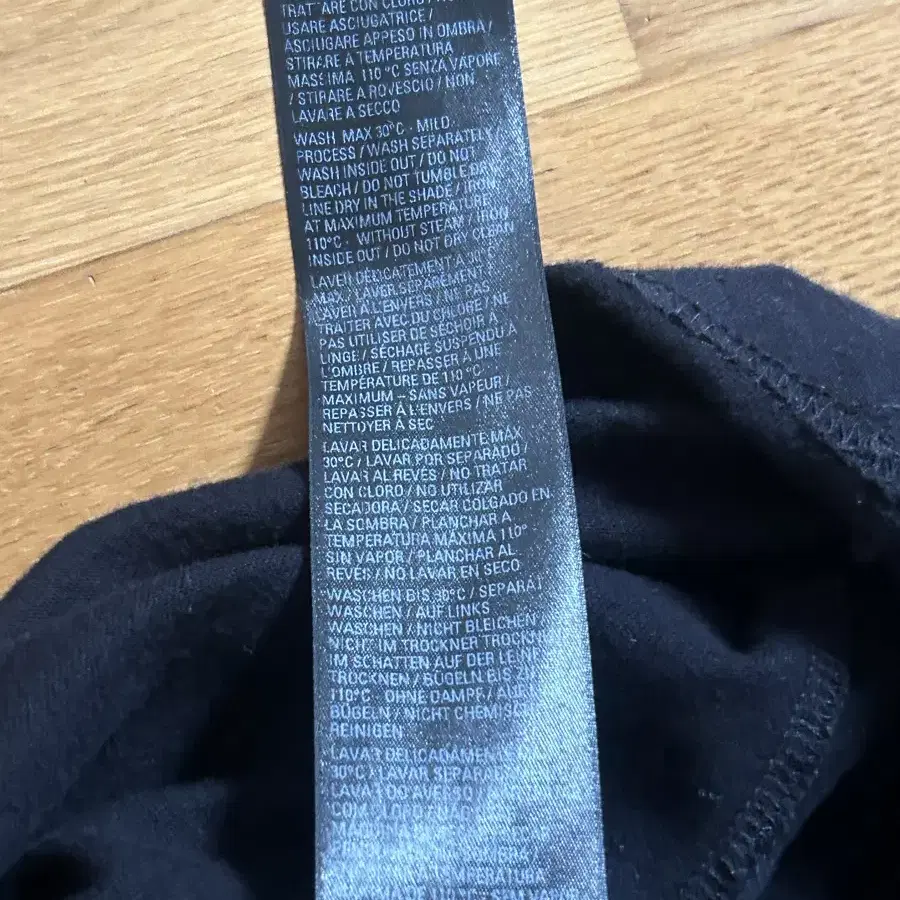 USARE ASCIUGATRICE /
ASCIUGARE APPESO IN OMBRA /
STIRARE A TEMPERATURA
MASSIMA 110 °C SENZA VAPORE
/ STIRARE A ROVESCIO / NON
LAVARE A SECCO
WASH MAX 30°C - MILD
PROCESS / WASH SEPARATELY /
WASH INSIDE OUT / DO NOT
BLEACH / DO NOT TUMBLE
LINE DRY IN THE SHADE / IRON
AT MAXIMUM TEMPERATURE
110°C - WITHOUT STEAM / IRON
INSIDE OUT / DO NOT DRY CLEAN
LAVER DÉLICATEMENT À
MAX. / LAVER SÉPARÉMENT
LAVER À L'ENVERS / NE PAS
TRAITER AVEC DU CHLORE / NE
PAS UTILISER DE SÉCHOIR À
LINGE / SÉCHAGE SUSPENDU À
L'OMBRE / REPASSER À UNE
TEMPÉRATURE DE 110 °C
MAXIMUM – SANS VAPEUR /
REPASSER À L'ENVERS / NE PAS
NETTOYER À SEC
LAVAR DELICADAMENTE MAX
30°C / LAVAR POR SEPARADO /
LAVAR AL REVÉS / NO TRATAR
CON CLORO / NO UTILIZAR
SECADORA / SECAR COLGADO EN
LA SOMBRA / PLANCHAR A
TEMPERATURA MÁXIMA 110°
SIN VAPOR / PLANCHAR AL
REVÉS / NO LAVAR EN SECO
WASCHEN BIS 30°C / SEPARAT
WASCHEN / AUF LINKS
WASCHEN / NICHT BLEICHEN
NICHT IM TROCKNER TROCKN
IM SCHATTEN AUF DER LEINE
TROCKNEN / BÜGELN BIS ZU
110°C - OHNE DAMPF / AUF
BÜGELN / NICHT CHEMISC
REINIGEN
LAVAR DELICADAMENTE
30°C / LAVAR SEPARAD
LAVA DO AVESSO
COM CLORO